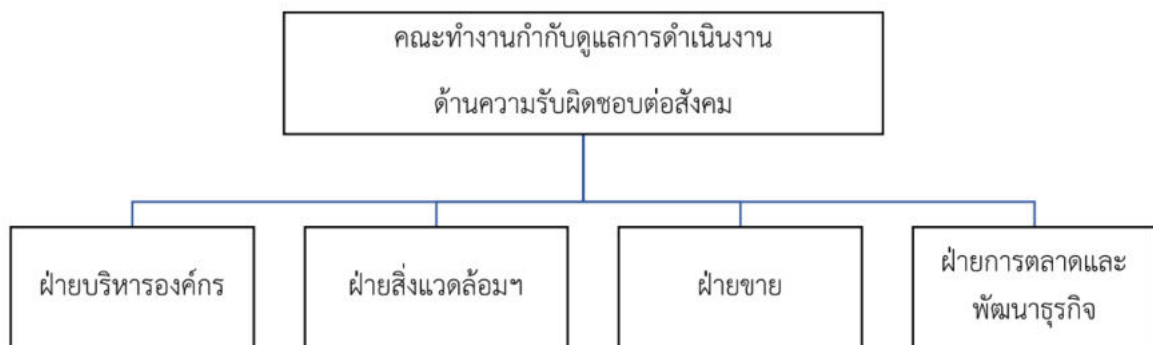 คณะทำงานกำกับดูแลการดำเนินงาน
ด้านความรับผิดชอบต่อสังคม
ฝ่ายบริหารองค์กร
ฝ่ายสิ่งแวดล้อมฯ
ฝ่ายขาย
ฝ่ายการตลาดและ
พัฒนาธุรกิจ